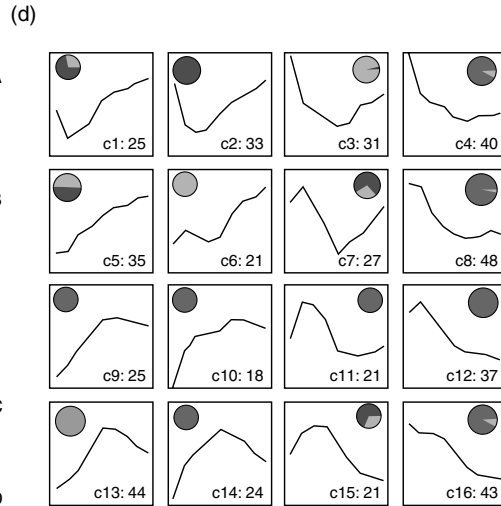 (d)
c1: 25
c2: 33
c3: 31
c4: 40
c5: 35
c6: 21
c7: 27
c8: 48
c9: 25
c10: 18
c11: 21
c12: 37
c13: 44
c14: 24
c15: 21
c16: 43